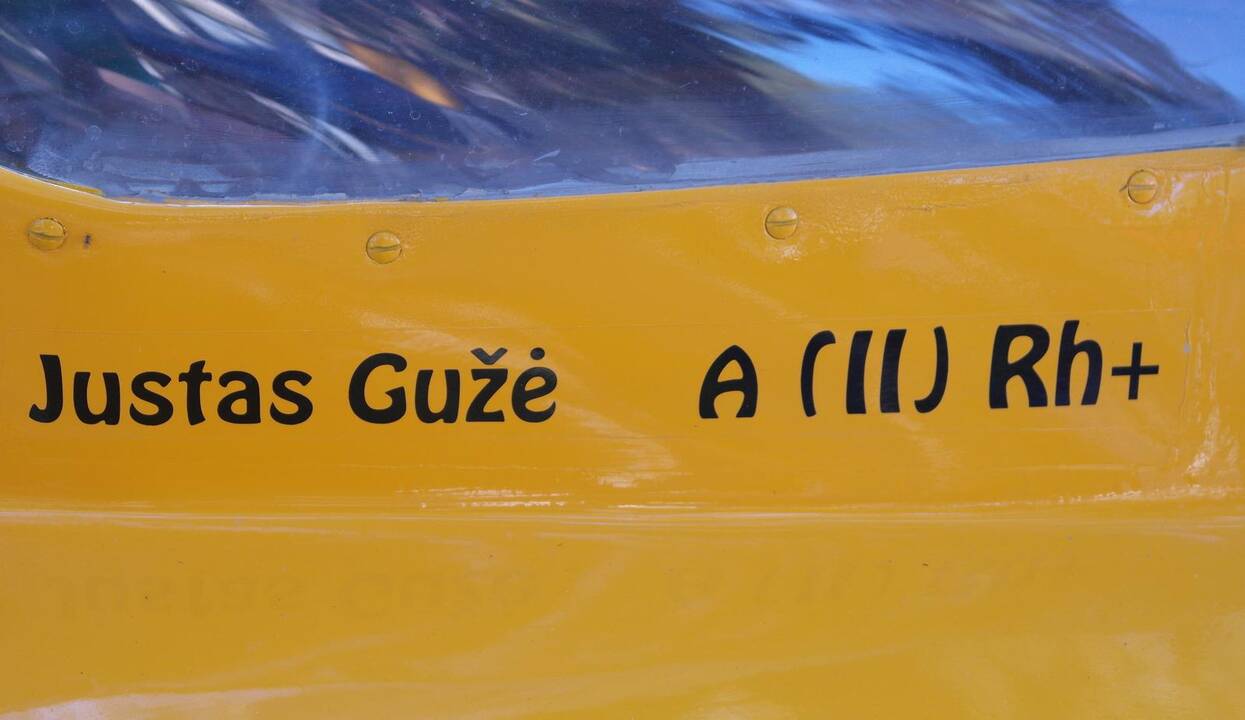 Justas Gužė A (II) Rh+